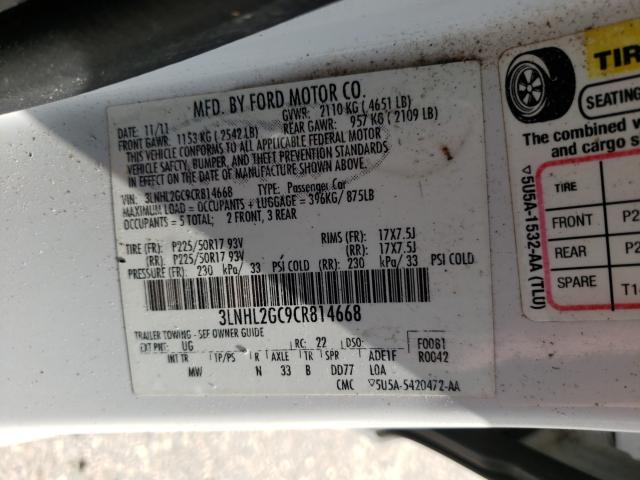 MFD. BY FORD MOTOR CO.
DATE: 11/11 GVWR: 2110 KG (4651 LB)
FRONT GAWR: 1153 KG (2542 LB) REAR GAWR: 957 KG (2109 LB)
THIS VEHICLE CONFORMS TO ALL APPLICABLE FEDERAL MOTOR
VEHICLE SAFETY, BUMPER, AND THEFT PREVENTION STANDARDS
IN EFFECT ON THE DATE OF MANUFACTURE SHOWN ABOVE.
VIN: 3LNHL2GC9CR814668 TYPE: Passenger Car
MAXIMUM LOAD = OCCUPANTS + LUGGAGE = 396KG/ 875LB
OCCUPANTS = 5 TOTAL: 2 FRONT, 3 REAR
TIRE (FR): P225/50R17 93V RIMS (FR): 17X7.5J
(RR): P225/50R17 93V (RR): 17X7.5J
PRESSURE (FR): 230 kPa/ 33 PSI COLD (RR): 230 kPa/ 33 PSI COLD
3LNHL2GC9CR814668
TRAILER TOWING - SEE OWNER GUIDE
EXT PNT: UG RC: 22 DSO: F0081
INT TR TP/PS R AXLE TR SPR R0042
MW N 33 B DD77
CMC ▽5U5A-5420472-AA
▽5U5A-1532-AA (TLO)
TIR
SEATING
The combined
and cargo s
TIRE
FRONT P2
REAR P2
SPARE T1